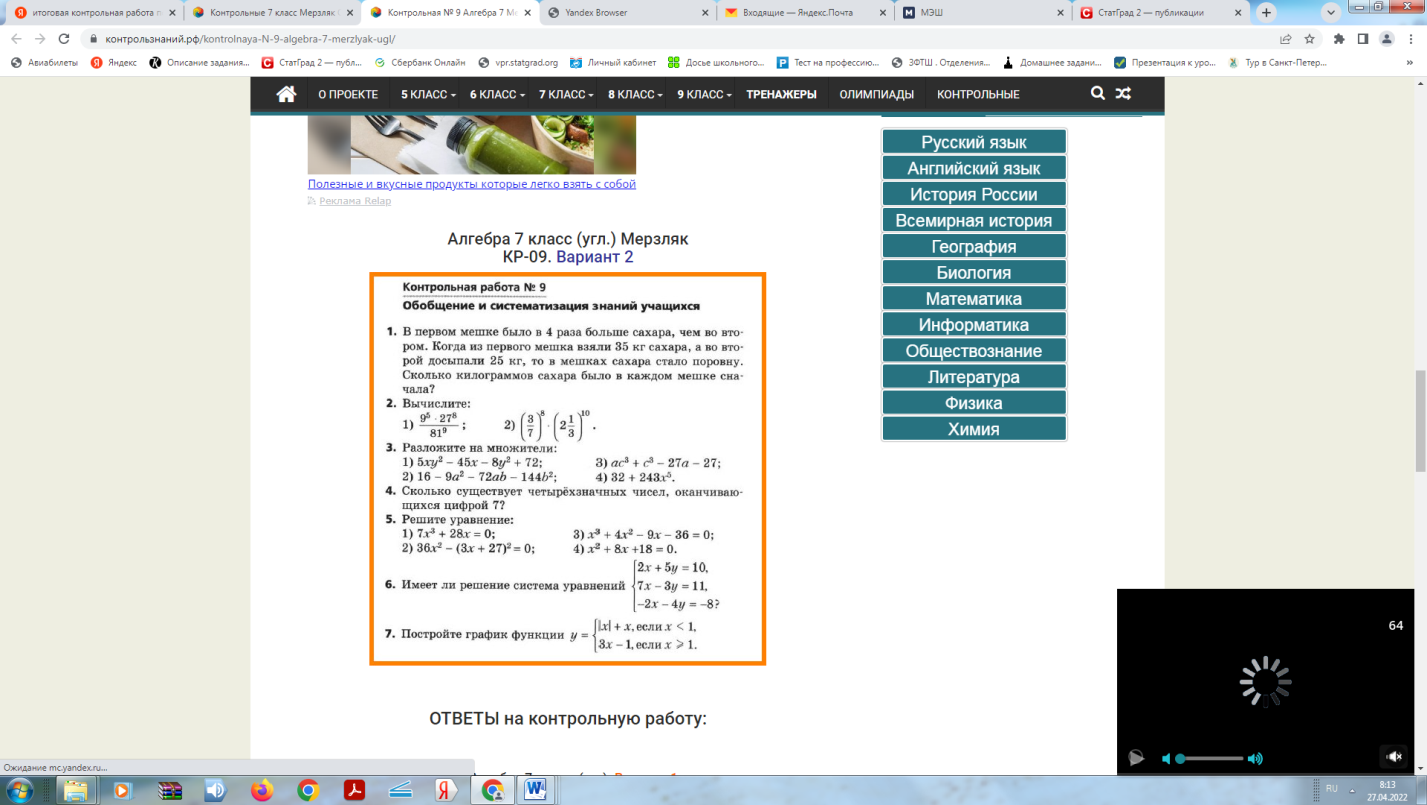 итоговая контрольная работа п
Контрольные 7 класс Мерзляк
Контрольная № 9 Алгебра 7 Ме
Yandex Browser
Входящие — Яндекс.Почта
МЭШ
СтатГрад 2 — публикации
контрользнаний.рф/kontrolnaya-N-9-algebra-7-merzlyak-ugl/
Авиабилеты Яндекс Описание задания... СтатГрад 2 — публ... Сбербанк Онлайн vpr.statgrad.org Личный кабинет Досье школьного... Тест на профессию... ЗФТШ . Отделения... Домашнее задани... Презентация к уро... Тур в Санкт-Петер... »
О ПРОЕКТЕ 5 КЛАСС 6 КЛАСС 7 КЛАСС 8 КЛАСС 9 КЛАСС ТРЕНАЖЕРЫ ОЛИМПИАДЫ КОНТРОЛЬНЫЕ
Полезные и вкусные продукты которые легко взять с собой
Реклама Relap
Алгебра 7 класс (угл.) Мерзляк
КР-09. Вариант 2
Контрольная работа № 9
Обобщение и систематизация знаний учащихся
1. В первом мешке было в 4 раза больше сахара, чем во вто-
ром. Когда из первого мешка взяли 35 кг сахара, а во вто-
рой досыпали 25 кг, то в мешках сахара стало поровну.
Сколько килограммов сахара было в каждом мешке сна-
чала?
2. Вычислите:
1) 9⁵ · 27⁸ / 81⁹ ; 2) (3/7)⁸ · (2 1/3)¹⁰ .
3. Разложите на множители:
1) 5xy² − 45x − 8y² + 72; 3) ac³ + c³ − 27a − 27;
2) 16 − 9a² − 72ab − 144b²; 4) 32 + 243x⁵.
4. Сколько существует четырёхзначных чисел, оканчиваю-
щихся цифрой 7?
5. Решите уравнение:
1) 7x³ + 28x = 0; 3) x³ + 4x² − 9x − 36 = 0;
2) 36x² − (3x + 27)² = 0; 4) x² + 8x +18 = 0.
6. Имеет ли решение система уравнений
2x + 5y = 10,
7x − 3y = 11,
−2x − 4y = −8?
7. Постройте график функции y =
|x| + x, если x < 1,
3x − 1, если x ⩾ 1.
ОТВЕТЫ на контрольную работу:
Русский язык
Английский язык
История России
Всемирная история
География
Биология
Математика
Информатика
Обществознание
Литература
Физика
Химия
64
Ожидание mc.yandex.ru...
RU
8:13
27.04.2022